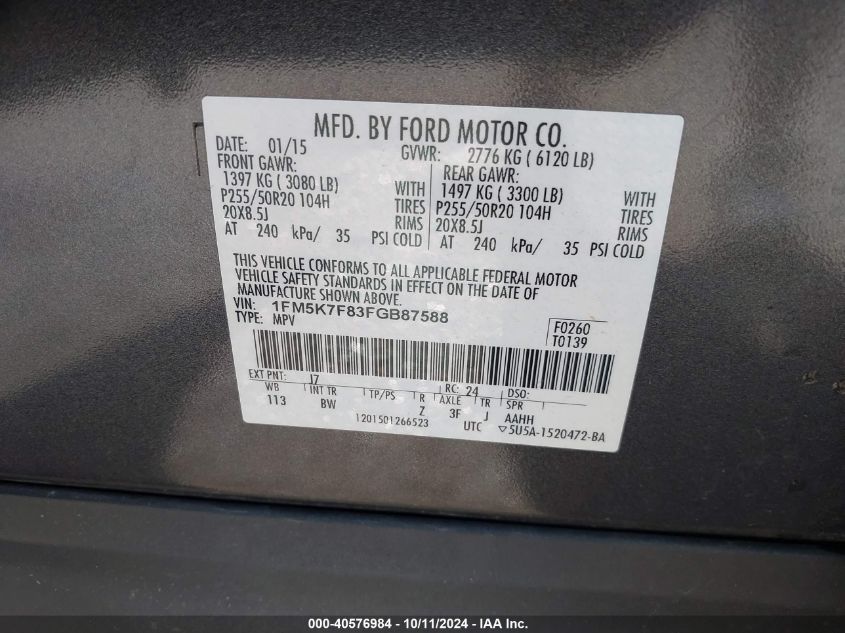 MFD. BY FORD MOTOR CO.
DATE: 01/15 GVWR: 2776 KG ( 6120 LB)
FRONT GAWR: REAR GAWR:
1397 KG ( 3080 LB) WITH 1497 KG ( 3300 LB) WITH
P255/50R20 104H TIRES P255/50R20 104H TIRES
20X8.5J RIMS 20X8.5J RIMS
AT 240 kPa/ 35 PSI COLD AT 240 kPa/ 35 PSI COLD
THIS VEHICLE CONFORMS TO ALL APPLICABLE FEDERAL MOTOR
VEHICLE SAFETY STANDARDS IN EFFECT ON THE DATE OF
MANUFACTURE SHOWN ABOVE.
VIN: 1FM5K7F83FGB87588
TYPE: MPV
F0260
T0139
EXT PNT: J7 RC: 24 DSO:
WB INT TR TP/PS R AXLE TR SPR
113 BW Z 3F J AAHH
1201501266523 UTC ▽5U5A-1520472-BA
000-40576984 - 10/11/2024 - IAA Inc.